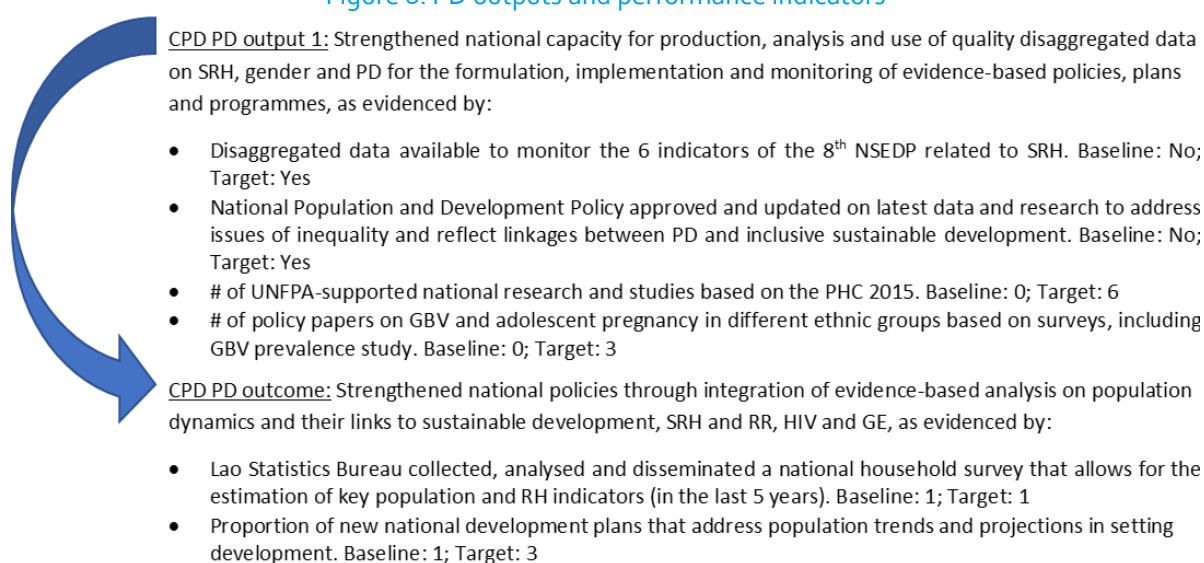 CPD PD output 1: Strengthened national capacity for production, analysis and use of quality disaggregated data
on SRH, gender and PD for the formulation, implementation and monitoring of evidence-based policies, plans
and programmes, as evidenced by:
• Disaggregated data available to monitor the 6 indicators of the 8th NSEDP related to SRH. Baseline: No;
Target: Yes
• National Population and Development Policy approved and updated on latest data and research to address
issues of inequality and reflect linkages between PD and inclusive sustainable development. Baseline: No;
Target: Yes
• # of UNFPA-supported national research and studies based on the PHC 2015. Baseline: 0; Target: 6
• # of policy papers on GBV and adolescent pregnancy in different ethnic groups based on surveys, including
GBV prevalence study. Baseline: 0; Target: 3
CPD PD outcome: Strengthened national policies through integration of evidence-based analysis on population
dynamics and their links to sustainable development, SRH and RR, HIV and GE, as evidenced by:
• Lao Statistics Bureau collected, analysed and disseminated a national household survey that allows for the
estimation of key population and RH indicators (in the last 5 years). Baseline: 1; Target: 1
• Proportion of new national development plans that address population trends and projections in setting
development. Baseline: 1; Target: 3